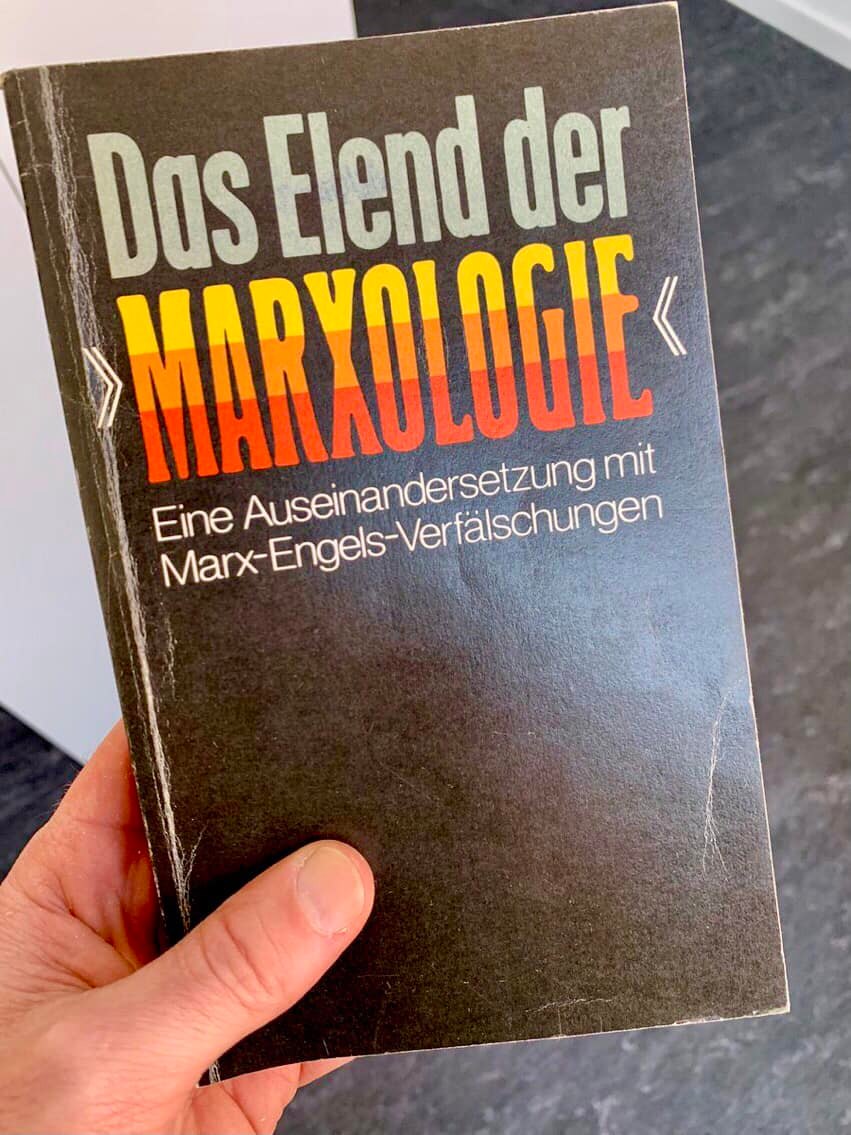 Das Elend der
»MARXOLOGIE«
Eine Auseinandersetzung mit
Marx-Engels-Verfälschungen